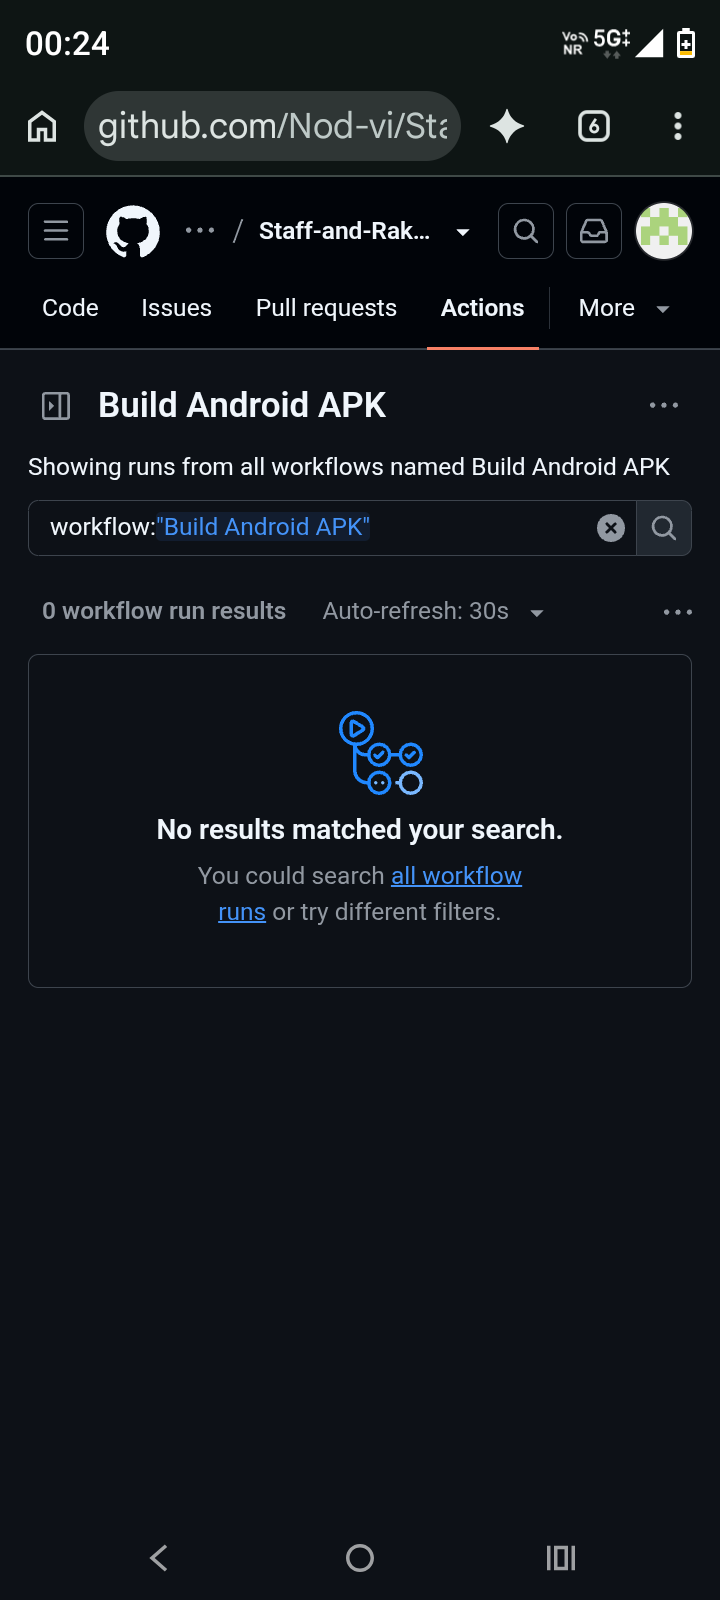 00:24
Vo NR 5G
github.com/Nod-vi/Sta
6
... / Staff-and-Rak...
Code Issues Pull requests Actions More
Build Android APK
Showing runs from all workflows named Build Android APK
workflow:"Build Android APK"
0 workflow run results Auto-refresh: 30s
No results matched your search.
You could search all workflow
runs or try different filters.